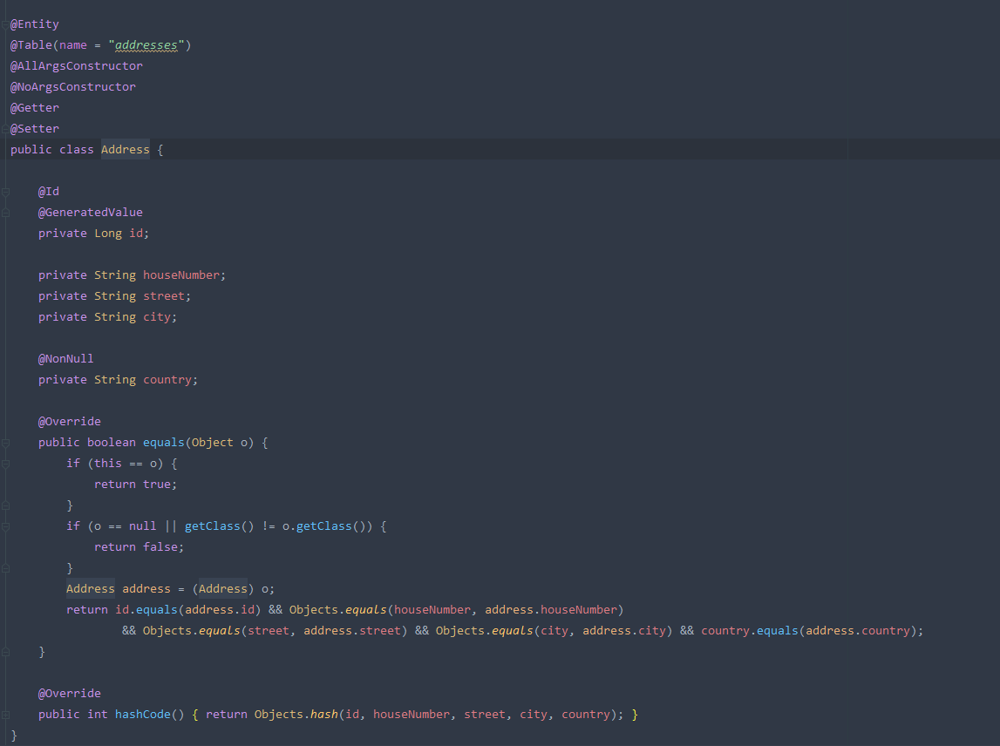 @Entity
@Table(name = "addresses")
@AllArgsConstructor
@NoArgsConstructor
@Getter
@Setter
public class Address {
@Id
@GeneratedValue
private Long id;
private String houseNumber;
private String street;
private String city;
@NonNull
private String country;
@Override
public boolean equals(Object o) {
if (this == o) {
return true;
}
if (o == null || getClass() != o.getClass()) {
return false;
}
Address address = (Address) o;
return id.equals(address.id) && Objects.equals(houseNumber, address.houseNumber)
&& Objects.equals(street, address.street) && Objects.equals(city, address.city) && country.equals(address.country);
}
@Override
public int hashCode() { return Objects.hash(id, houseNumber, street, city, country); }
}